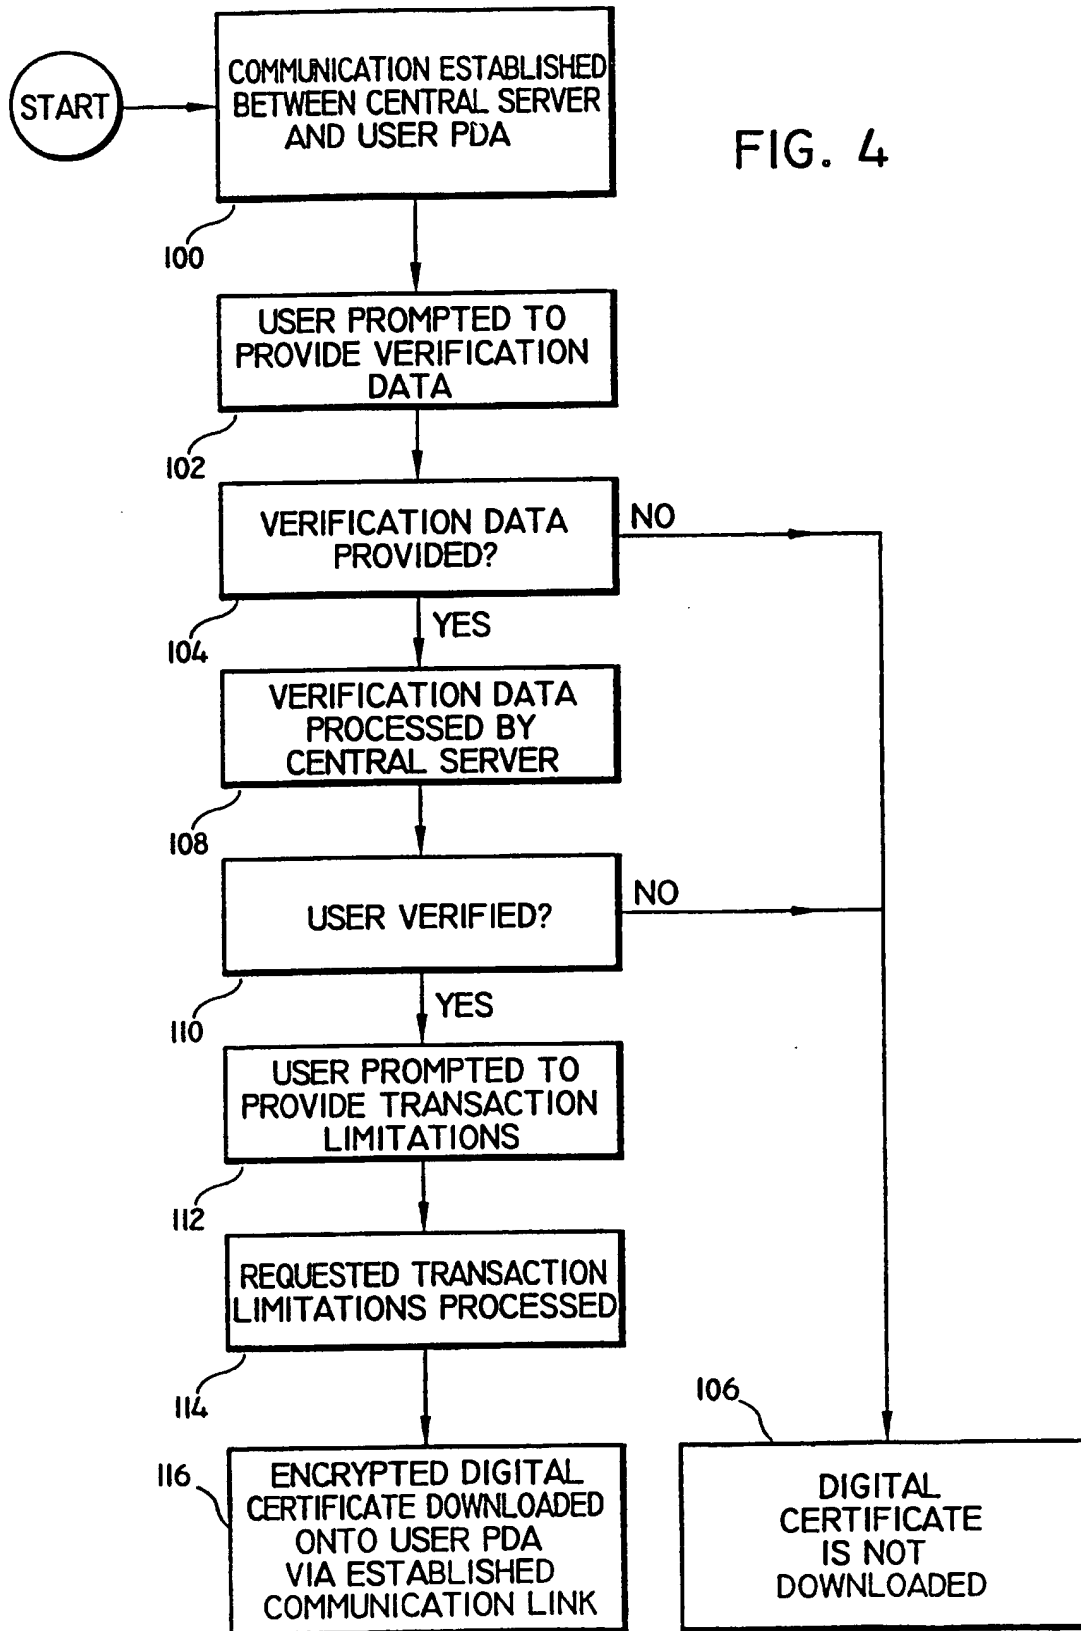 START
COMMUNICATION ESTABLISHED
BETWEEN CENTRAL SERVER
AND USER PDA
FIG. 4
100
USER PROMPTED TO
PROVIDE VERIFICATION
DATA
102
VERIFICATION DATA
PROVIDED?
NO
104
YES
VERIFICATION DATA
PROCESSED BY
CENTRAL SERVER
108
USER VERIFIED?
NO
110
YES
USER PROMPTED TO
PROVIDE TRANSACTION
LIMITATIONS
112
REQUESTED TRANSACTION
LIMITATIONS PROCESSED
114
116
ENCRYPTED DIGITAL
CERTIFICATE DOWNLOADED
ONTO USER PDA
VIA ESTABLISHED
COMMUNICATION LINK
106
DIGITAL
CERTIFICATE
IS NOT
DOWNLOADED